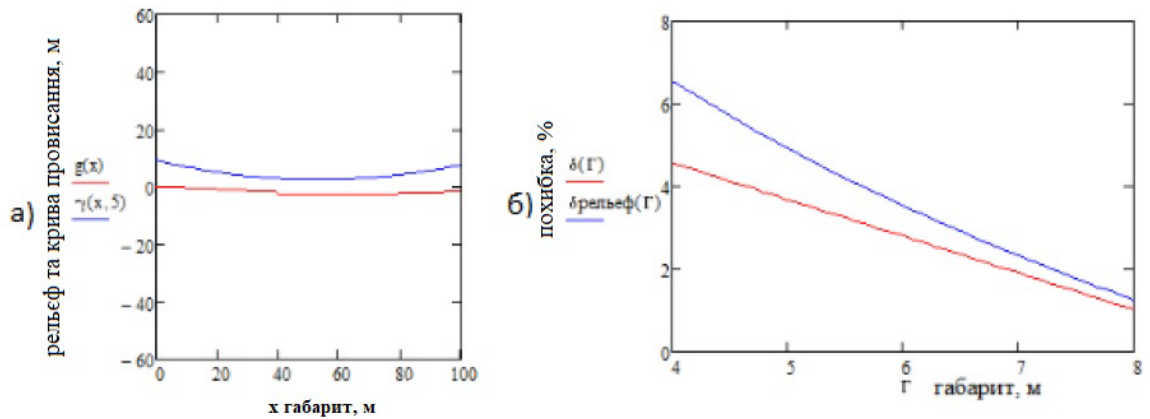 а)
рельєф та крива провисання, м
g(x)
γ(x,5)
60
40
20
0
−20
−40
−60
0 20 40 60 80 100
х габарит, м
б)
похибка, %
δ(Г)
δрельеф(Г)
8
6
4
2
0
4 5 6 7 8
Г габарит, м